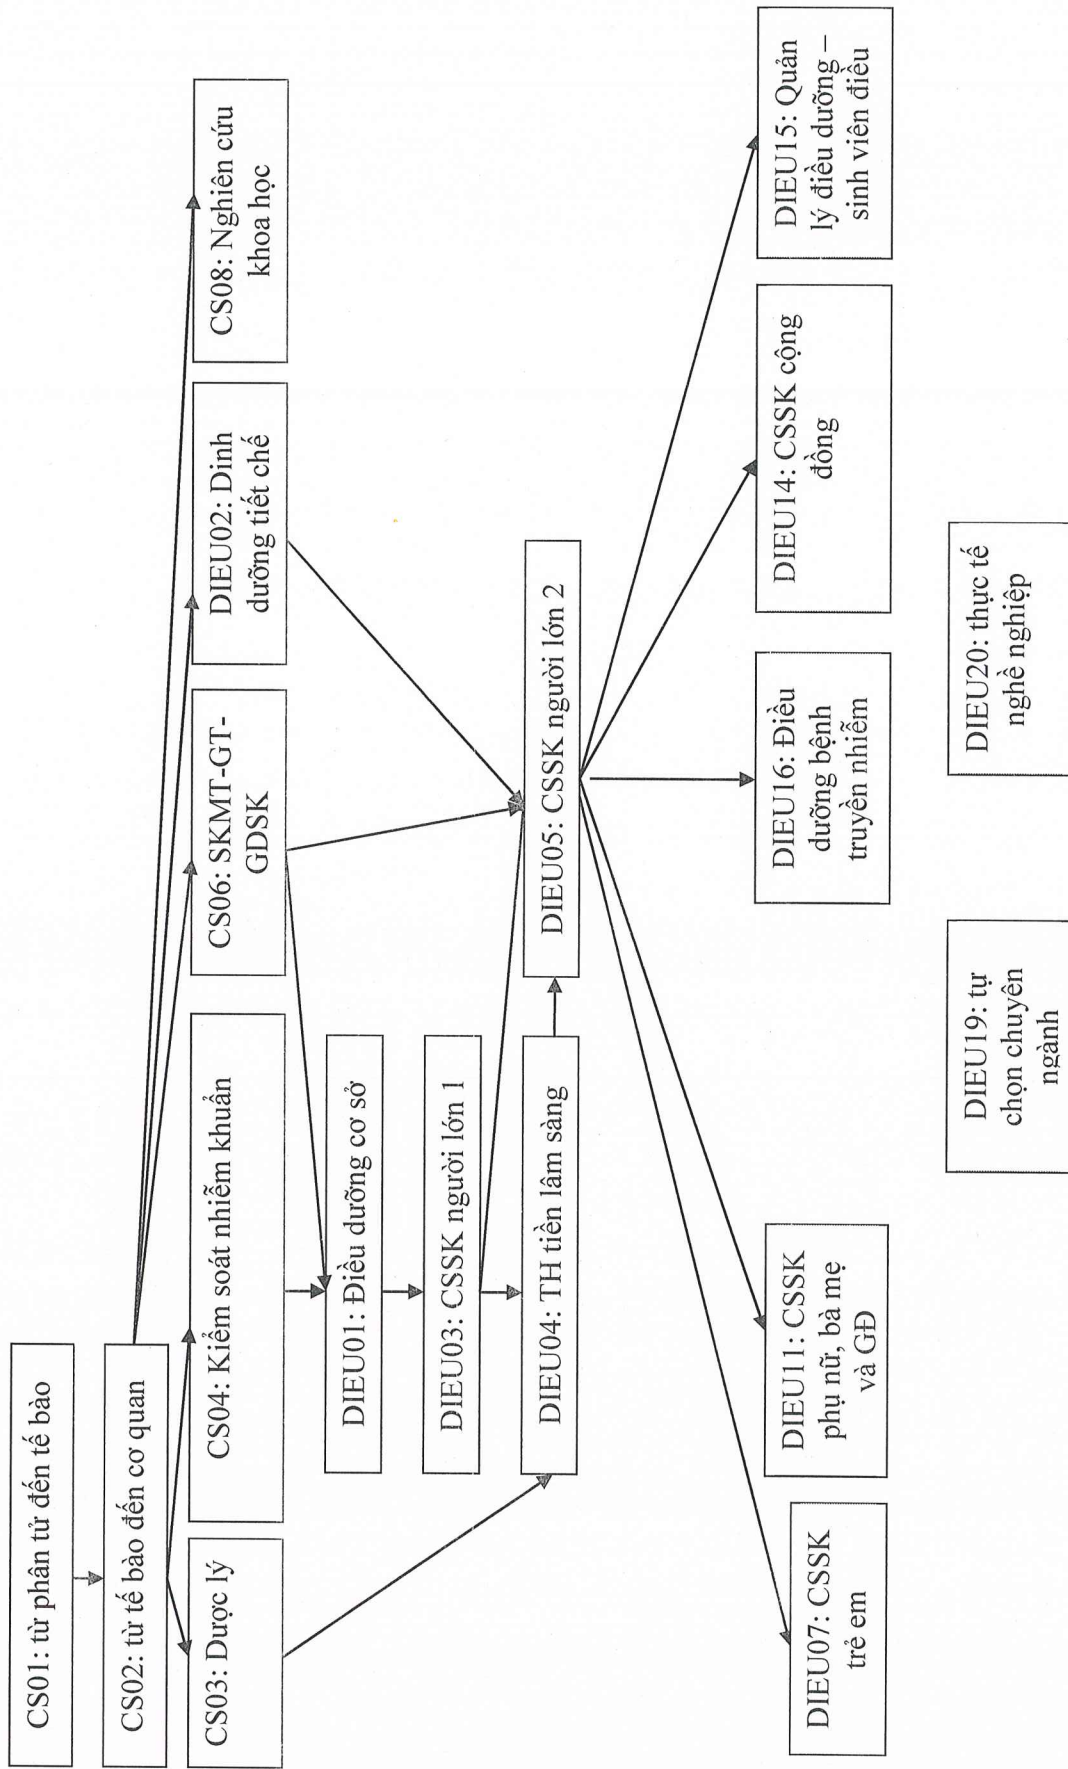 CS01: từ phân tử đến tế bào
CS02: từ tế bào đến cơ quan
CS03: Dược lý
CS04: Kiểm soát nhiễm khuẩn
CS06: SKMT-GT-
GDSK
DIEU02: Dinh
dưỡng tiết chế
CS08: Nghiên cứu
khoa học
DIEU01: Điều dưỡng cơ sở
DIEU03: CSSK người lớn 1
DIEU04: TH tiền lâm sàng
DIEU05: CSSK người lớn 2
DIEU07: CSSK
trẻ em
DIEU11: CSSK
phụ nữ, bà mẹ
và GĐ
DIEU16: Điều
dưỡng bệnh
truyền nhiễm
DIEU14: CSSK cộng
đồng
DIEU15: Quản
lý điều dưỡng –
sinh viên điều
DIEU19: tự
chọn chuyên
ngành
DIEU20: thực tế
nghề nghiệp